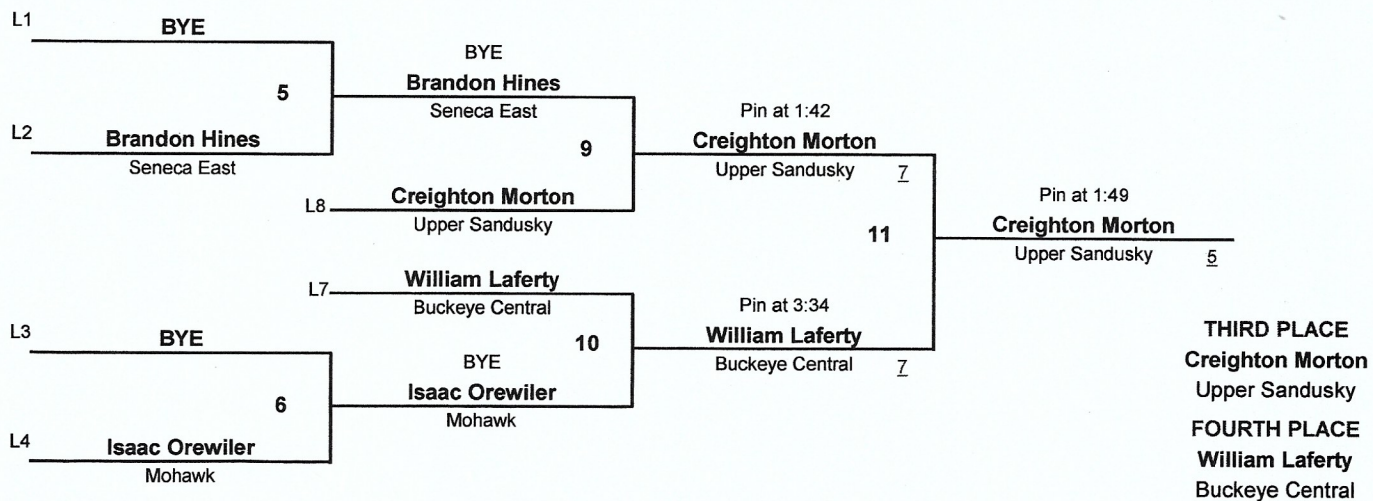 L1
BYE
5
L2
Brandon Hines
Seneca East
BYE
Brandon Hines
Seneca East
9
L8
Creighton Morton
Upper Sandusky
Pin at 1:42
Creighton Morton
Upper Sandusky 7
11
Pin at 1:49
Creighton Morton
Upper Sandusky 5
L7
William Laferty
Buckeye Central
10
L3
BYE
6
L4
Isaac Orewiler
Mohawk
BYE
Isaac Orewiler
Mohawk
Pin at 3:34
William Laferty
Buckeye Central 7
THIRD PLACE
Creighton Morton
Upper Sandusky
FOURTH PLACE
William Laferty
Buckeye Central